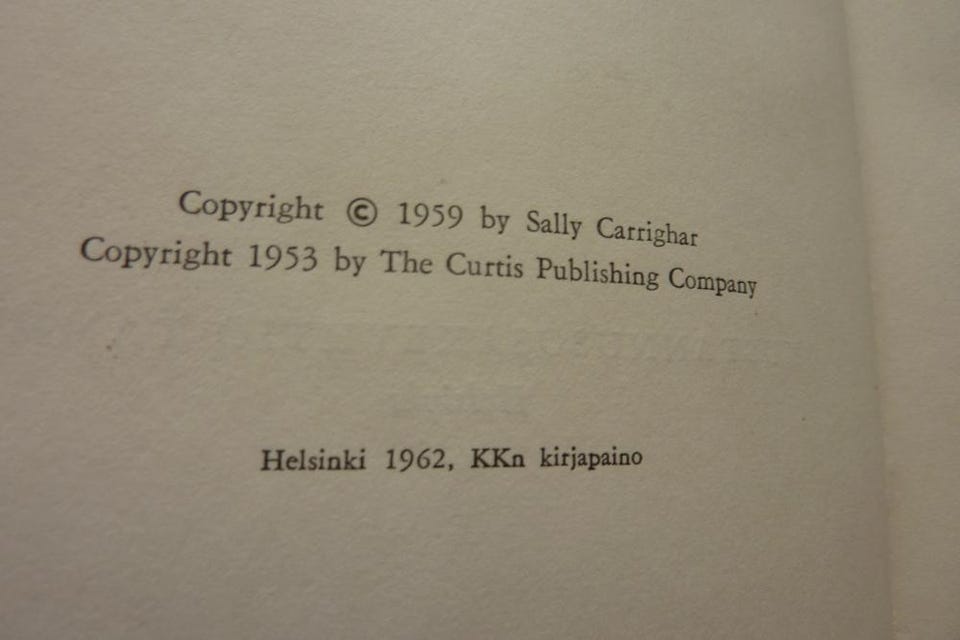 Copyright © 1959 by Sally Carrighar
Copyright 1953 by The Curtis Publishing Company
Helsinki 1962, KKn kirjapaino